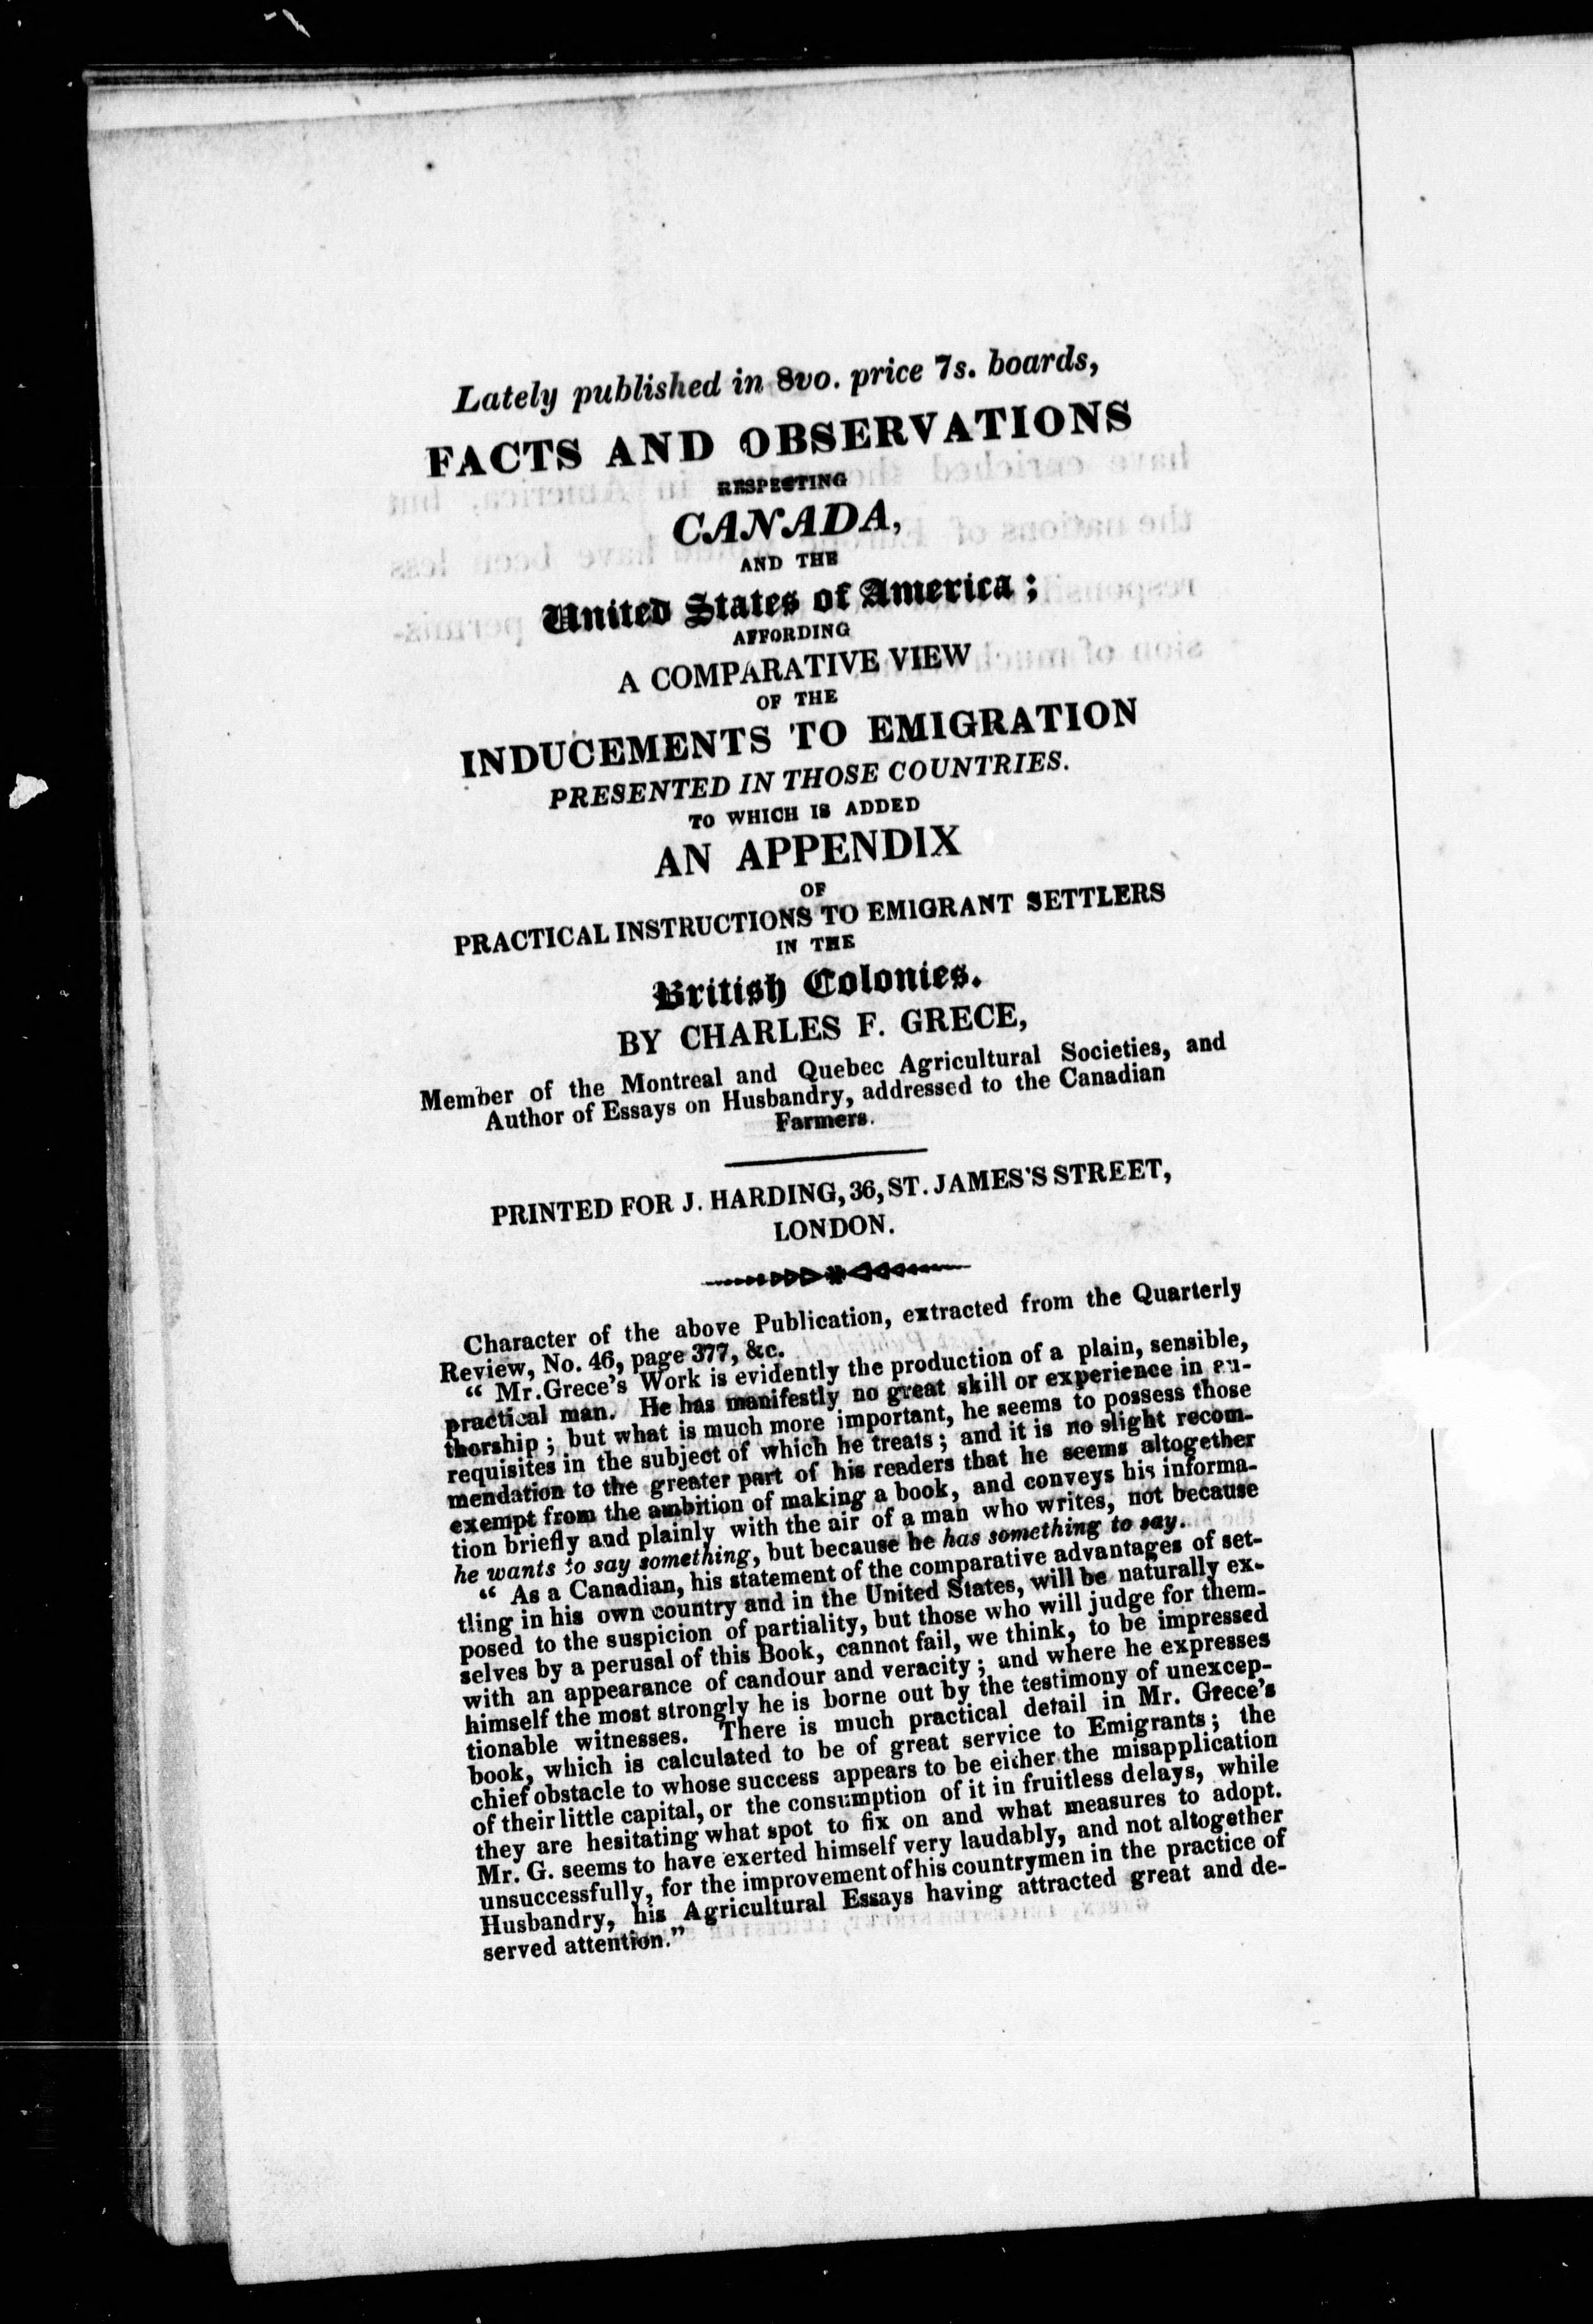 Lately published in 8vo. price 7s. boards,
FACTS AND OBSERVATIONS
RESPECTING
CANADA,
AND THE
United States of America;
AFFORDING
A COMPARATIVE VIEW
OF THE
INDUCEMENTS TO EMIGRATION
PRESENTED IN THOSE COUNTRIES.
TO WHICH IS ADDED
AN APPENDIX
OF
PRACTICAL INSTRUCTIONS TO EMIGRANT SETTLERS
IN THE
British Colonies.
BY CHARLES F. GRECE,
Member of the Montreal and Quebec Agricultural Societies, and
Author of Essays on Husbandry, addressed to the Canadian
Farmers.
PRINTED FOR J. HARDING, 36, ST. JAMES'S STREET,
LONDON.
Character of the above Publication, extracted from the Quarterly
Review, No. 46, page 377, &c.
“ Mr. Grece's Work is evidently the production of a plain, sensible,
practical man. He has manifestly no great skill or experience in au-
thorship; but what is much more important, he seems to possess those
requisites in the subject of which he treats; and it is no slight recom-
mendation to the greater part of his readers that he seems altogether
exempt from the ambition of making a book, and conveys his informa-
tion briefly and plainly with the air of a man who writes, not because
he wants to say something, but because he has something to say.
“ As a Canadian, his statement of the comparative advantages of set-
tling in his own country and in the United States, will be naturally ex-
posed to the suspicion of partiality, but those who will judge for them-
selves by a perusal of this Book, cannot fail, we think, to be impressed
with an appearance of candour and veracity; and where he expresses
himself the most strongly he is borne out by the testimony of unexcep-
tionable witnesses. There is much practical detail in Mr. Grece's
book, which is calculated to be of great service to Emigrants; the
chief obstacle to whose success appears to be either the misapplication
of their little capital, or the consumption of it in fruitless delays, while
they are hesitating what spot to fix on and what measures to adopt.
Mr. G. seems to have exerted himself very laudably, and not altogether
unsuccessfully, for the improvement of his countrymen in the practice of
Husbandry, his Agricultural Essays having attracted great and de-
served attention.”